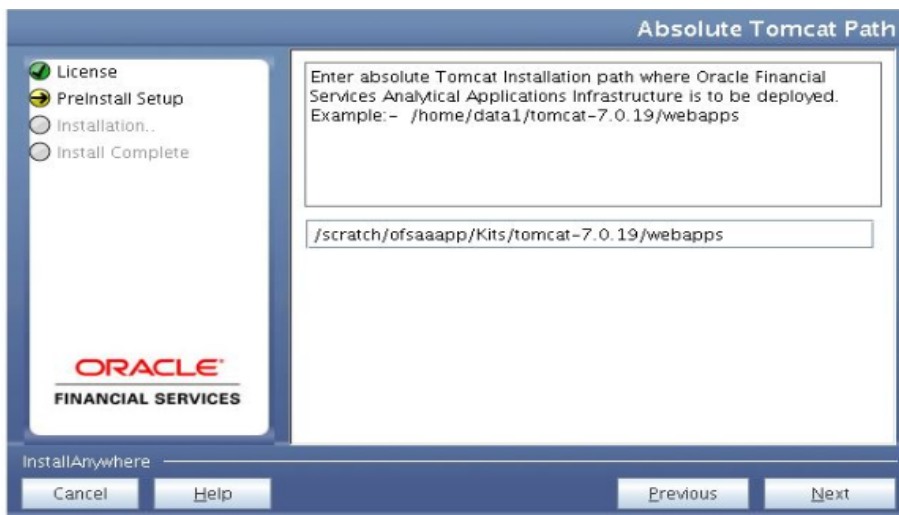 Absolute Tomcat Path
License
PreInstall Setup
Installation..
Install Complete
Enter absolute Tomcat Installation path where Oracle Financial
Services Analytical Applications Infrastructure is to be deployed.
Example:- /home/data1/tomcat-7.0.19/webapps
/scratch/ofsaaapp/Kits/tomcat-7.0.19/webapps
ORACLE
FINANCIAL SERVICES
InstallAnywhere
Cancel Help Previous Next